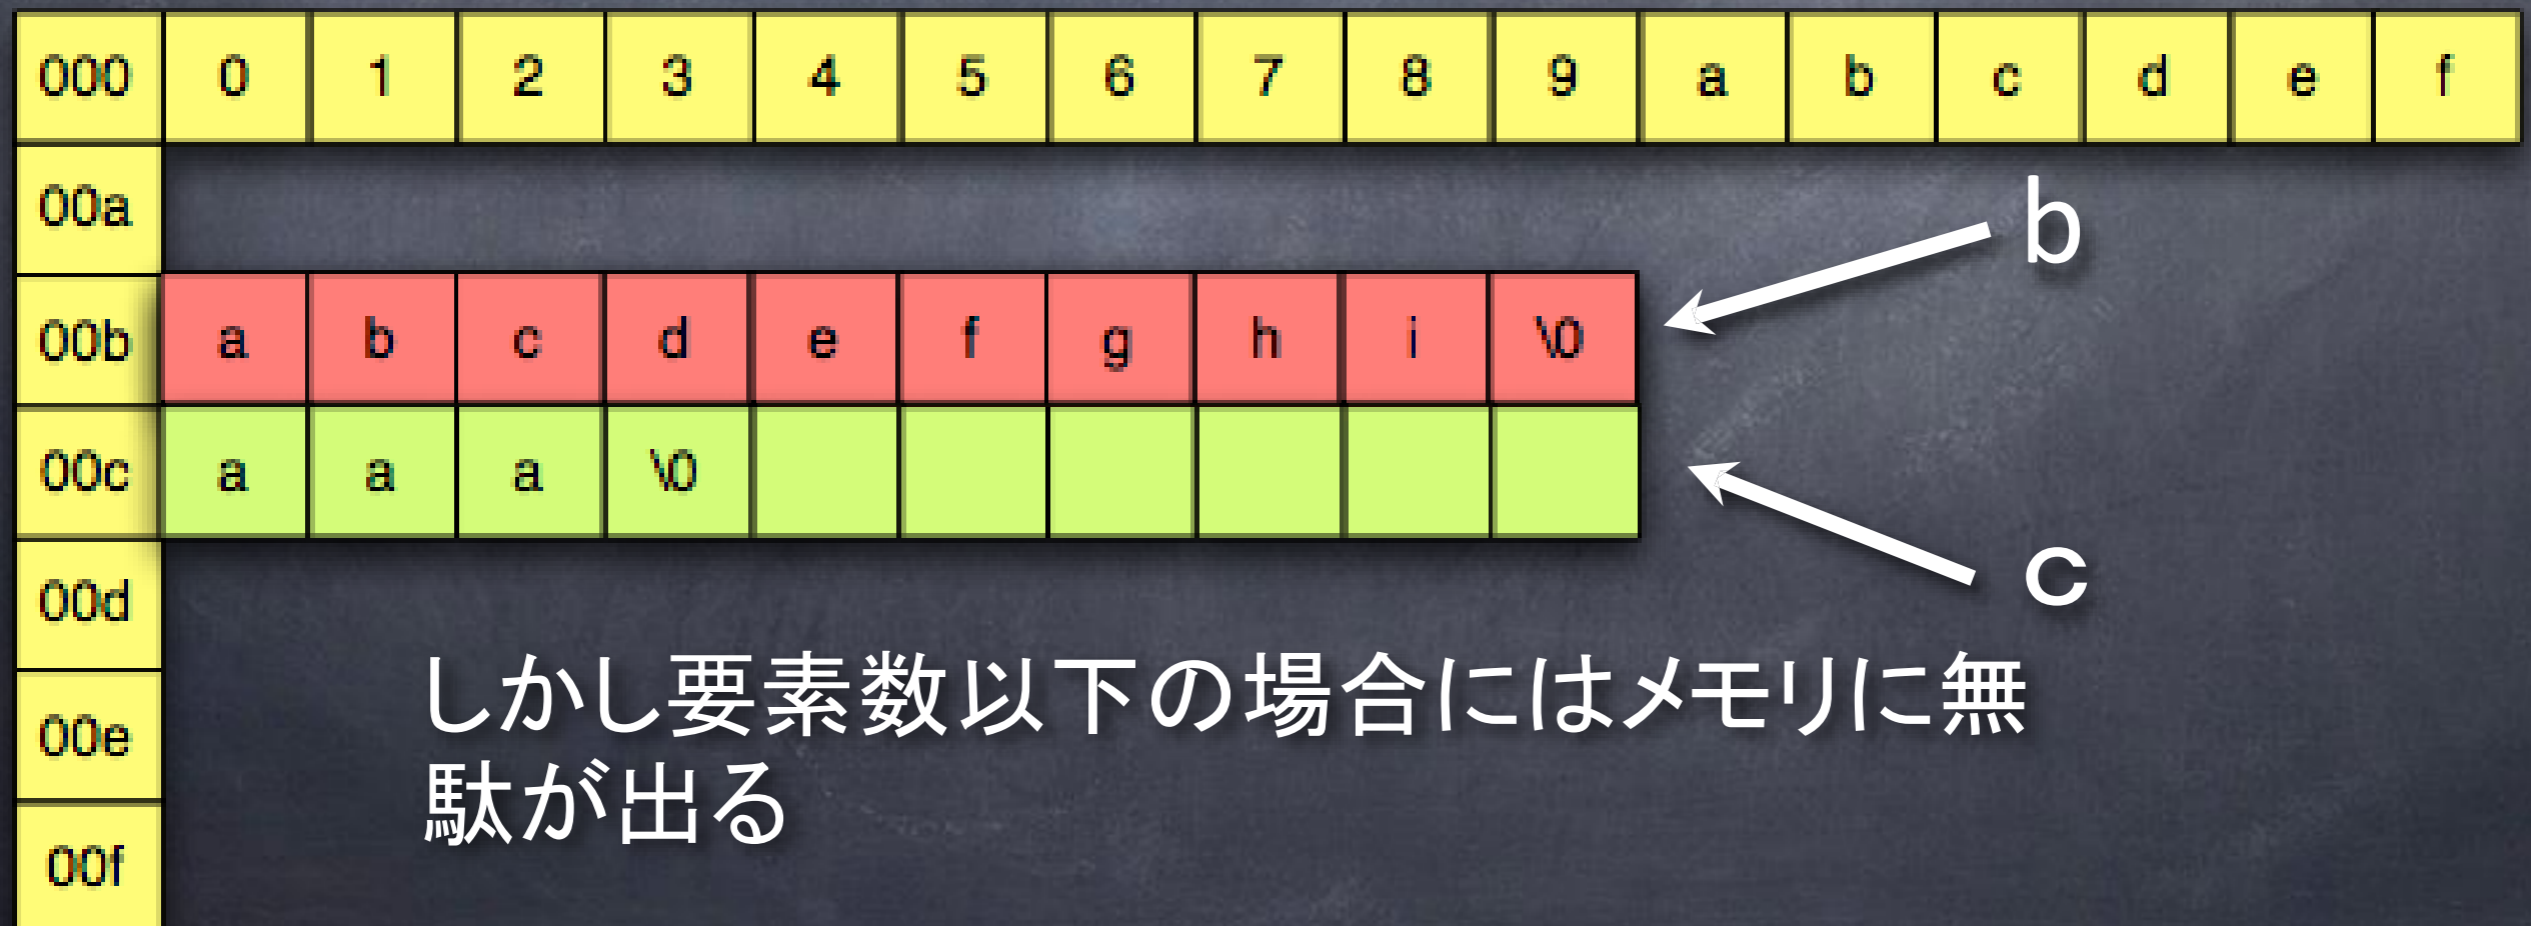 000 0 1 2 3 4 5 6 7 8 9 a b c d e f
00a
b
00b a b c d e f g h i \0
00c a a a \0
c
00d
しかし要素数以下の場合にはメモリに無
00e
駄が出る
00f